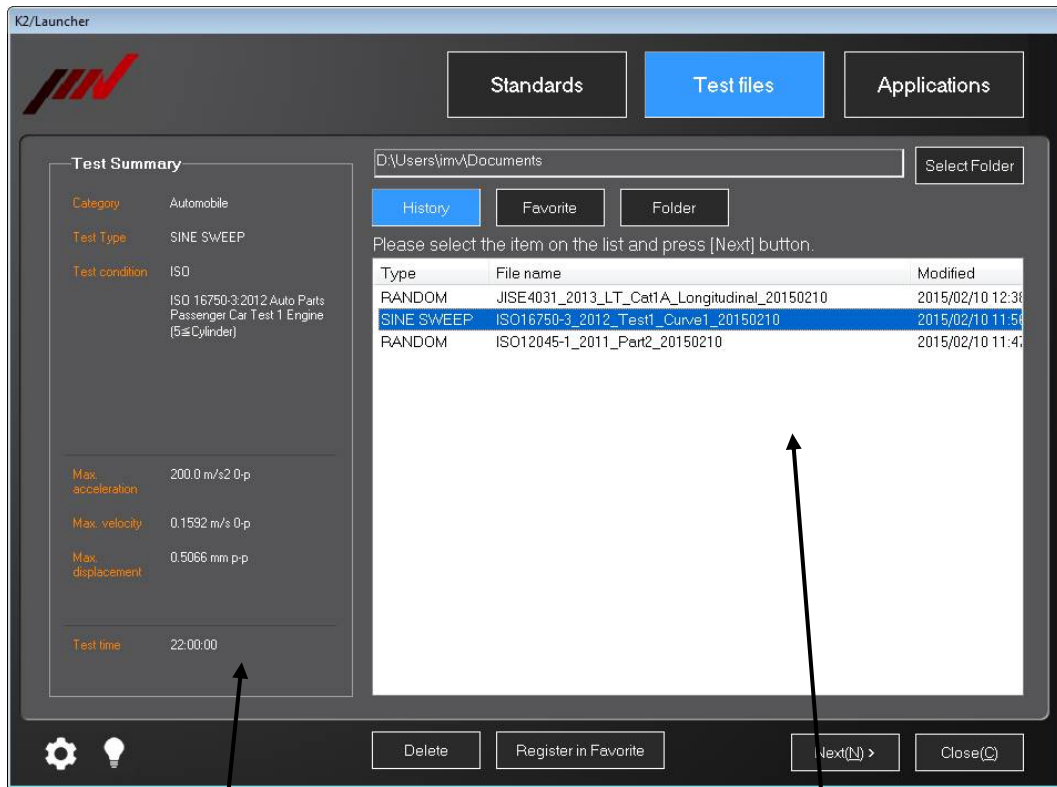 K2/Launcher
Standards
Test files
Applications
Test Summary
Category Automobile
Test Type SINE SWEEP
Test condition ISO
ISO 16750-3:2012 Auto Parts
Passenger Car Test 1 Engine
(5≦Cylinder)
Max.
acceleration
200.0 m/s2 0-p
Max. velocity 0.1592 m/s 0-p
Max.
displacement
0.5066 mm p-p
Test time 22:00:00
D:\Users\imv\Documents
Select Folder
History
Favorite
Folder
Please select the item on the list and press [Next] button.
Type File name Modified
RANDOM JISE4031_2013_LT_Cat1A_Longitudinal_20150210 2015/02/10 12:38
SINE SWEEP ISO16750-3_2012_Test1_Curve1_20150210 2015/02/10 11:56
RANDOM ISO12045-1_2011_Part2_20150210 2015/02/10 11:47
Delete
Register in Favorite
Next(N) >
Close(C)